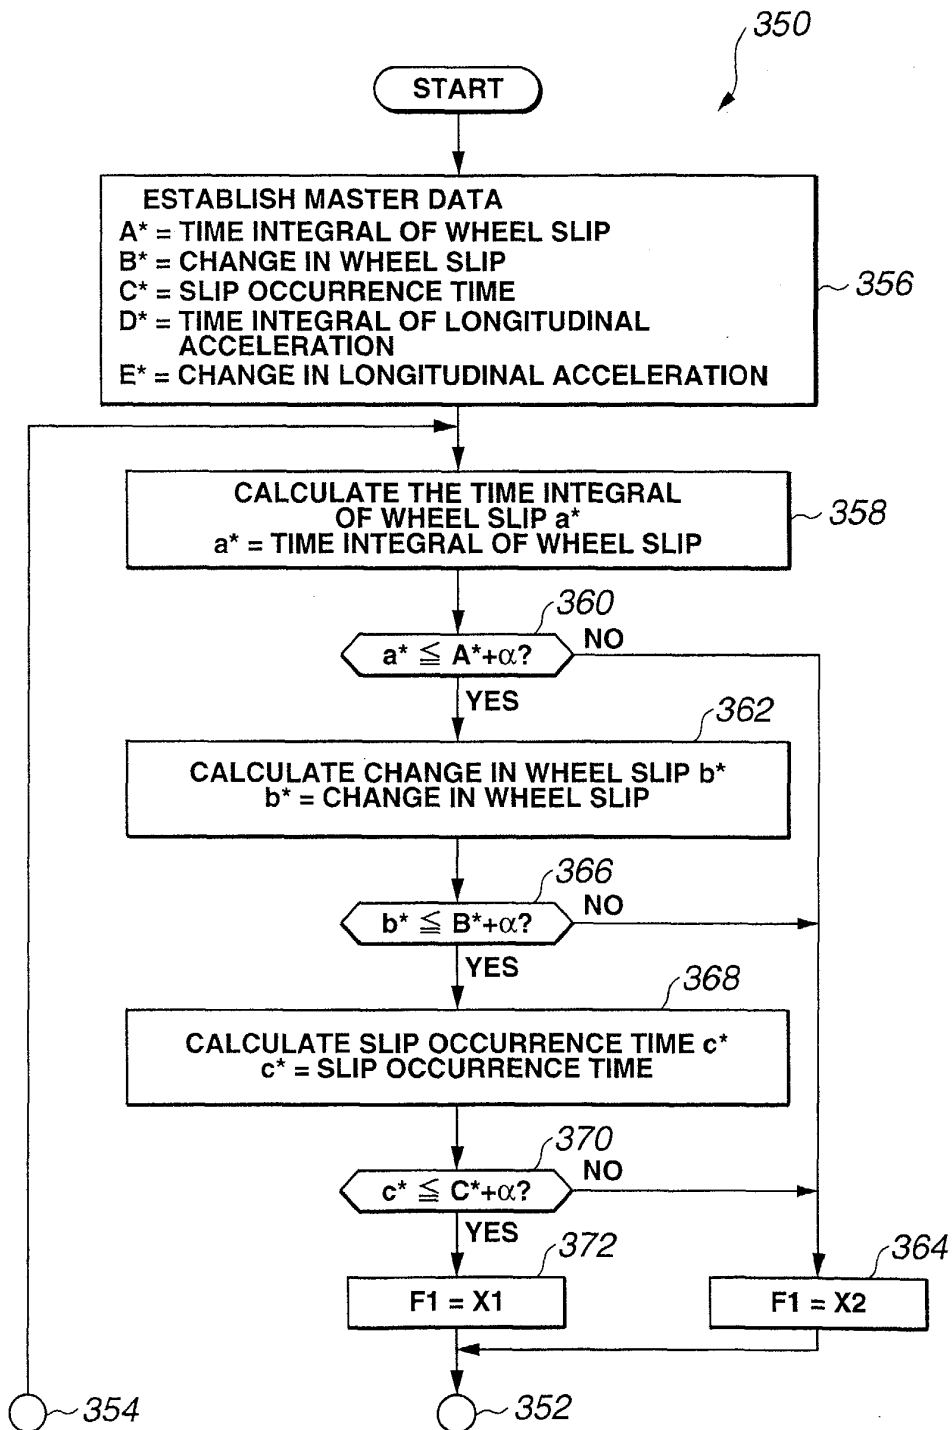 350
START
ESTABLISH MASTER DATA
A* = TIME INTEGRAL OF WHEEL SLIP
B* = CHANGE IN WHEEL SLIP
C* = SLIP OCCURRENCE TIME
D* = TIME INTEGRAL OF LONGITUDINAL
ACCELERATION
E* = CHANGE IN LONGITUDINAL ACCELERATION
356
CALCULATE THE TIME INTEGRAL
OF WHEEL SLIP a*
a* = TIME INTEGRAL OF WHEEL SLIP
358
360
a* ≦ A*+α?
NO
YES
362
CALCULATE CHANGE IN WHEEL SLIP b*
b* = CHANGE IN WHEEL SLIP
366
b* ≦ B*+α?
NO
YES
368
CALCULATE SLIP OCCURRENCE TIME c*
c* = SLIP OCCURRENCE TIME
370
c* ≦ C*+α?
NO
YES
372
F1 = X1
364
F1 = X2
354
352